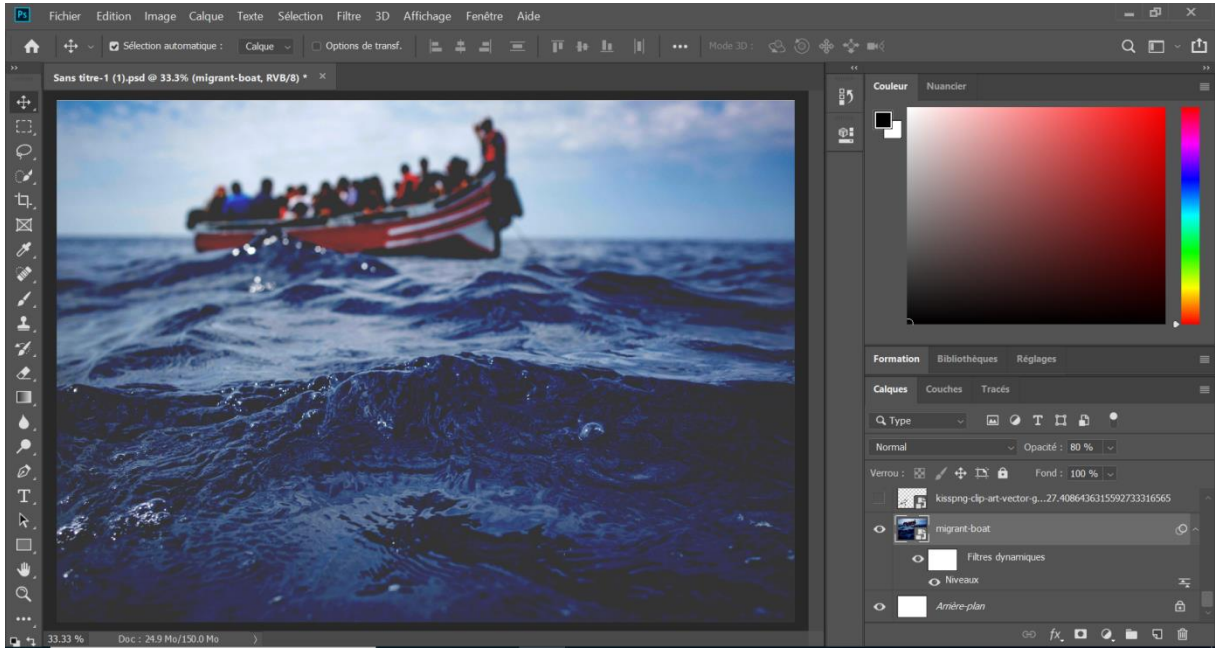 Ps Fichier Edition Image Calque Texte Sélection Filtre 3D Affichage Fenêtre Aide
Sélection automatique : Calque Options de transf. ••• Mode 3D :
Sans titre-1 (1).psd @ 33.3% (migrant-boat, RVB/8) * ×
Couleur Nuancier
Formation Bibliothèques Réglages
Calques Couches Tracés
Type
Normal Opacité : 80 %
Verrou : Fond : 100 %
kisspng-clip-art-vector-g...27.4086436315592733316565
migrant-boat
Filtres dynamiques
Niveaux
Arrière-plan
fx
33.33 % Doc : 24.9 Mo/150.0 Mo